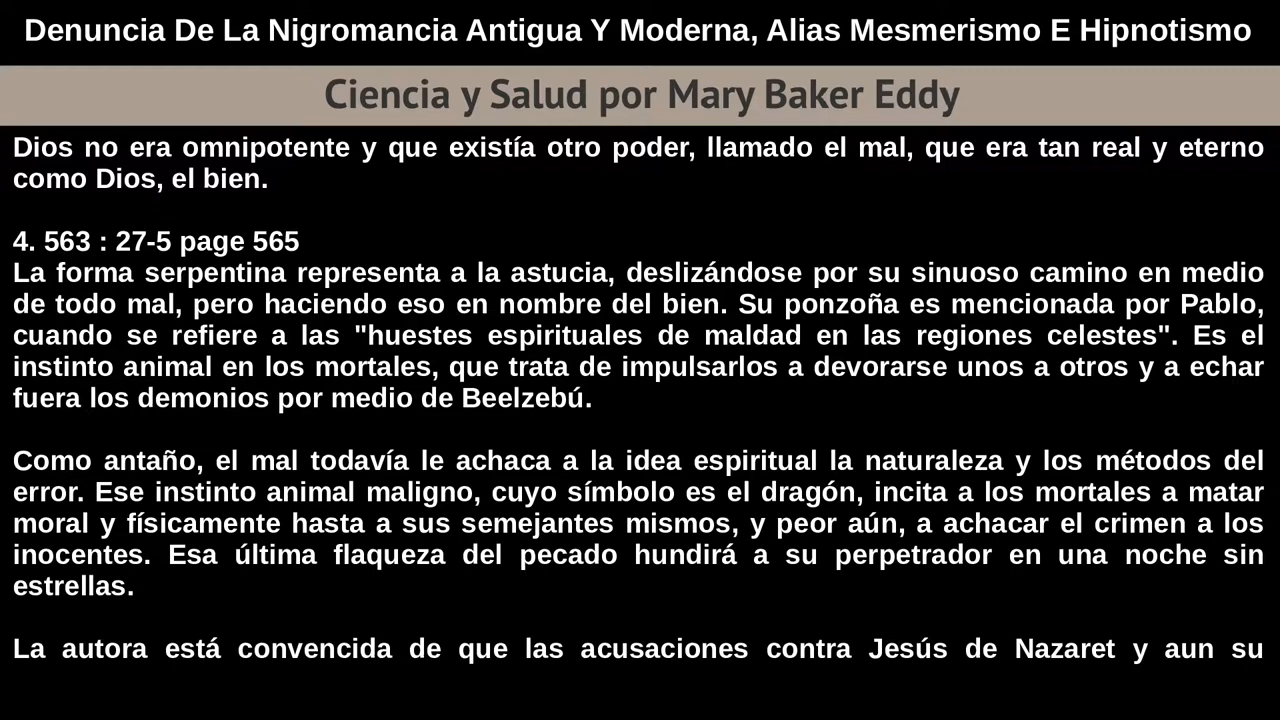 Denuncia De La Nigromancia Antigua Y Moderna, Alias Mesmerismo E Hipnotismo
Ciencia y Salud por Mary Baker Eddy
Dios no era omnipotente y que existía otro poder, llamado el mal, que era tan real y eterno
como Dios, el bien.
4. 563 : 27-5 page 565
La forma serpentina representa a la astucia, deslizándose por su sinuoso camino en medio
de todo mal, pero haciendo eso en nombre del bien. Su ponzoña es mencionada por Pablo,
cuando se refiere a las "huestes espirituales de maldad en las regiones celestes". Es el
instinto animal en los mortales, que trata de impulsarlos a devorarse unos a otros y a echar
fuera los demonios por medio de Beelzebú.
Como antaño, el mal todavía le achaca a la idea espiritual la naturaleza y los métodos del
error. Ese instinto animal maligno, cuyo símbolo es el dragón, incita a los mortales a matar
moral y físicamente hasta a sus semejantes mismos, y peor aún, a achacar el crimen a los
inocentes. Esa última flaqueza del pecado hundirá a su perpetrador en una noche sin
estrellas.
La autora está convencida de que las acusaciones contra Jesús de Nazaret y aun su